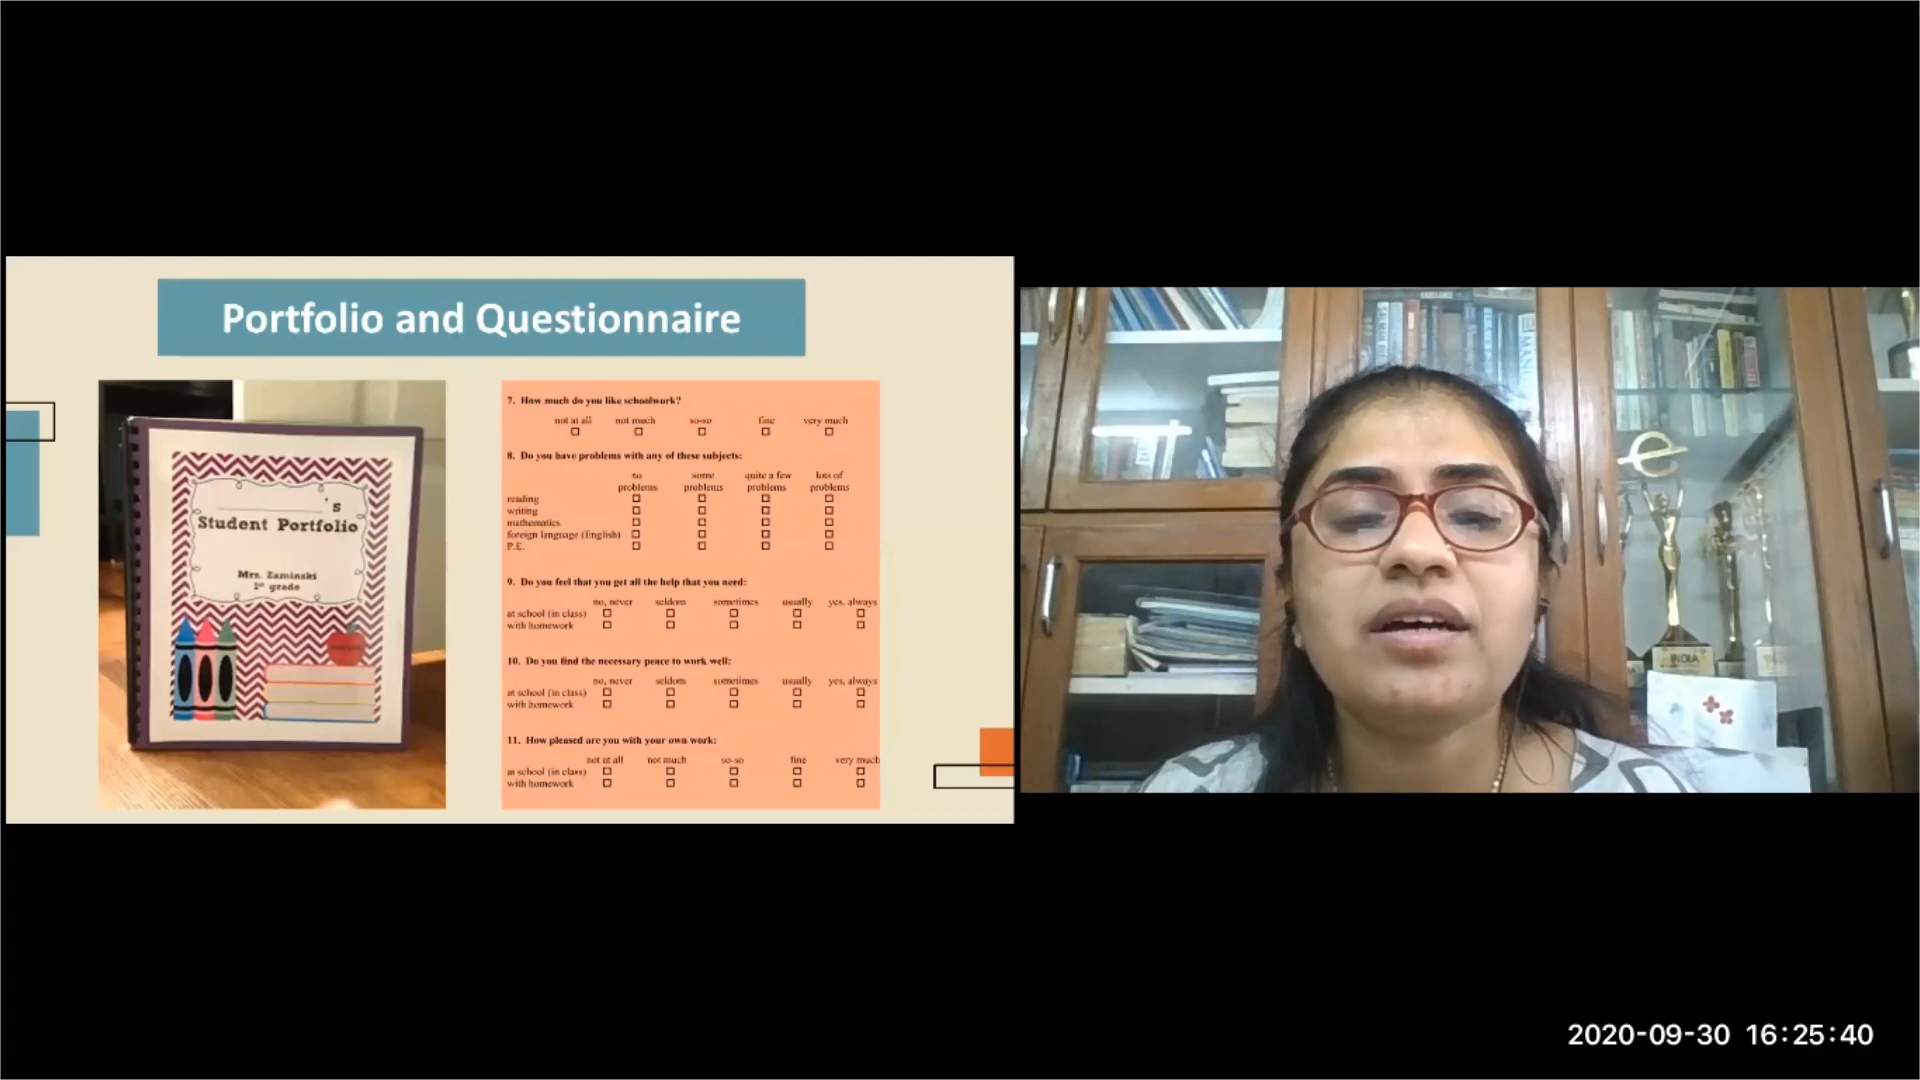 Portfolio and Questionnaire
's
Student Portfolio
Mrs. Zaminski
1st grade
7. How much do you like schoolwork?
not at all not much so-so fine very much
8. Do you have problems with any of these subjects:
no some quite a few lots of
problems problems problems problems
reading
writing
mathematics
foreign language (English)
P.E.
9. Do you feel that you get all the help that you need:
no, never seldom sometimes usually yes, always
at school (in class)
with homework
10. Do you find the necessary peace to work well:
no, never seldom sometimes usually yes, always
at school (in class)
with homework
11. How pleased are you with your own work:
not at all not much so-so fine very much
at school (in class)
with homework
INDIA
2020-09-30 16:25:40